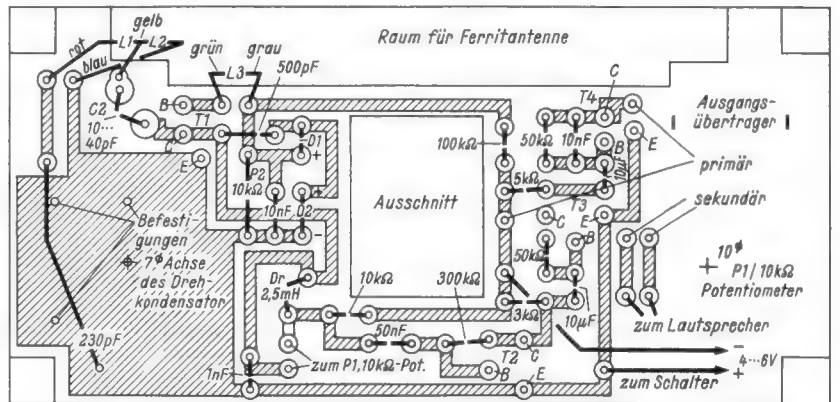 gelb
rot
L1
L2
blau
grün
grau
L3
500pF
Raum für Ferritantenne
C2
10...
40pF
B
T1
C
E
D1
+
P2
10kΩ
10nF
D2
+
-
100kΩ
Ausschnitt
5kΩ
50kΩ
10nF
T4
C
B
10µF
E
T3
C
E
B
50kΩ
Ausgangs-
übertrager
primär
sekundär
10⌀
P1/10kΩ
Potentiometer
Befesti-
gungen
7⌀ Achse
des Dreh-
kondensator
230pF
Dr
2,5mH
10kΩ
300kΩ
3kΩ
10µF
50nF
T2
C
B
E
zum P1,10kΩ-Pot.
1nF
zum Lautsprecher
-
4...6V
+
zum Schalter